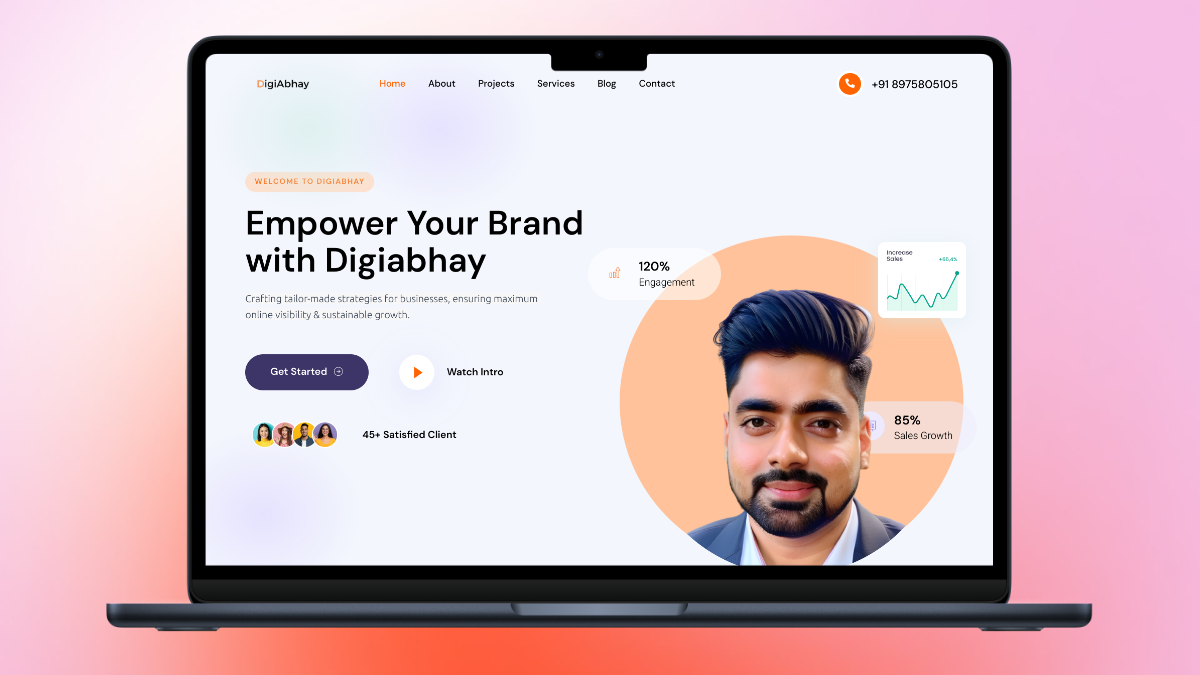 DigiAbhay
Home About Projects Services Blog Contact
+91 8975805105
WELCOME TO DIGIABHAY
Empower Your Brand
with Digiabhay
Crafting tailor-made strategies for businesses, ensuring maximum
online visibility & sustainable growth.
Get Started
Watch Intro
45+ Satisfied Client
120%
Engagement
Increase
Sales
85%
Sales Growth